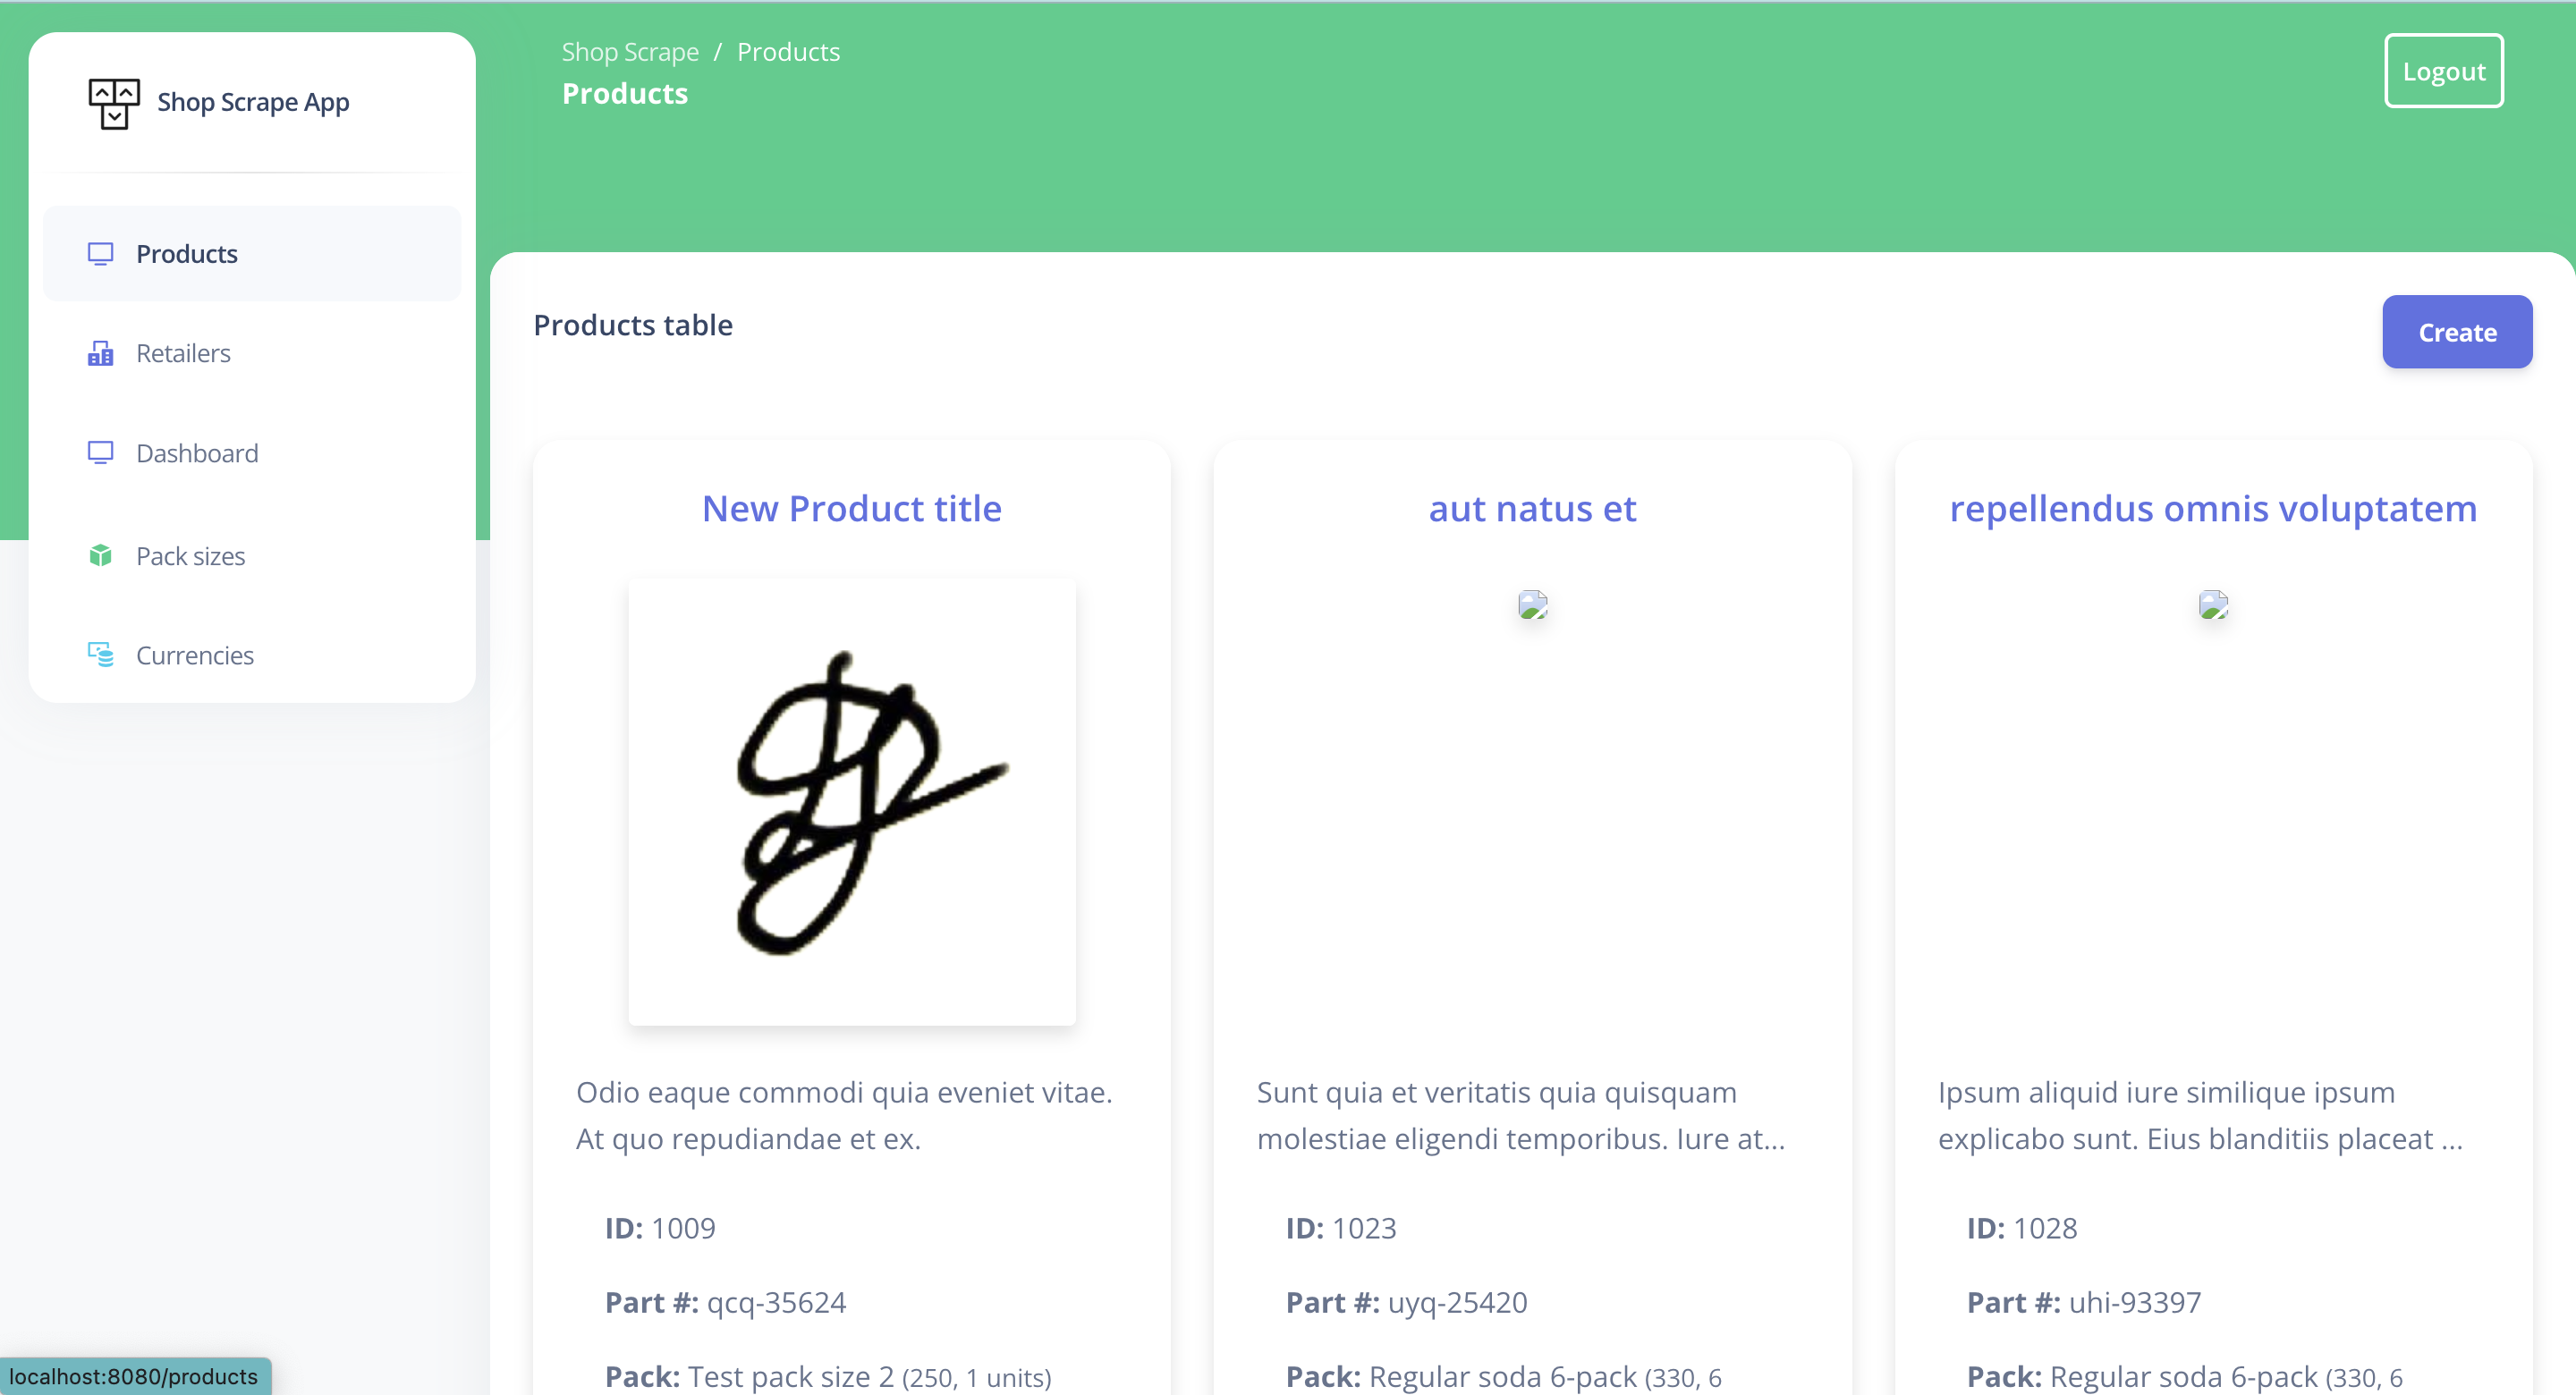 Shop Scrape App
Products
Retailers
Dashboard
Pack sizes
Currencies
Shop Scrape / Products
Products
Logout
Products table
Create
New Product title
Odio eaque commodi quia eveniet vitae.
At quo repudiandae et ex.
ID: 1009
Part #: qcq-35624
Pack: Test pack size 2 (250, 1 units)
aut natus et
Sunt quia et veritatis quia quisquam
molestiae eligendi temporibus. Iure at...
ID: 1023
Part #: uyq-25420
Pack: Regular soda 6-pack (330, 6
repellendus omnis voluptatem
Ipsum aliquid iure similique ipsum
explicabo sunt. Eius blanditiis placeat ...
ID: 1028
Part #: uhi-93397
Pack: Regular soda 6-pack (330, 6
localhost:8080/products